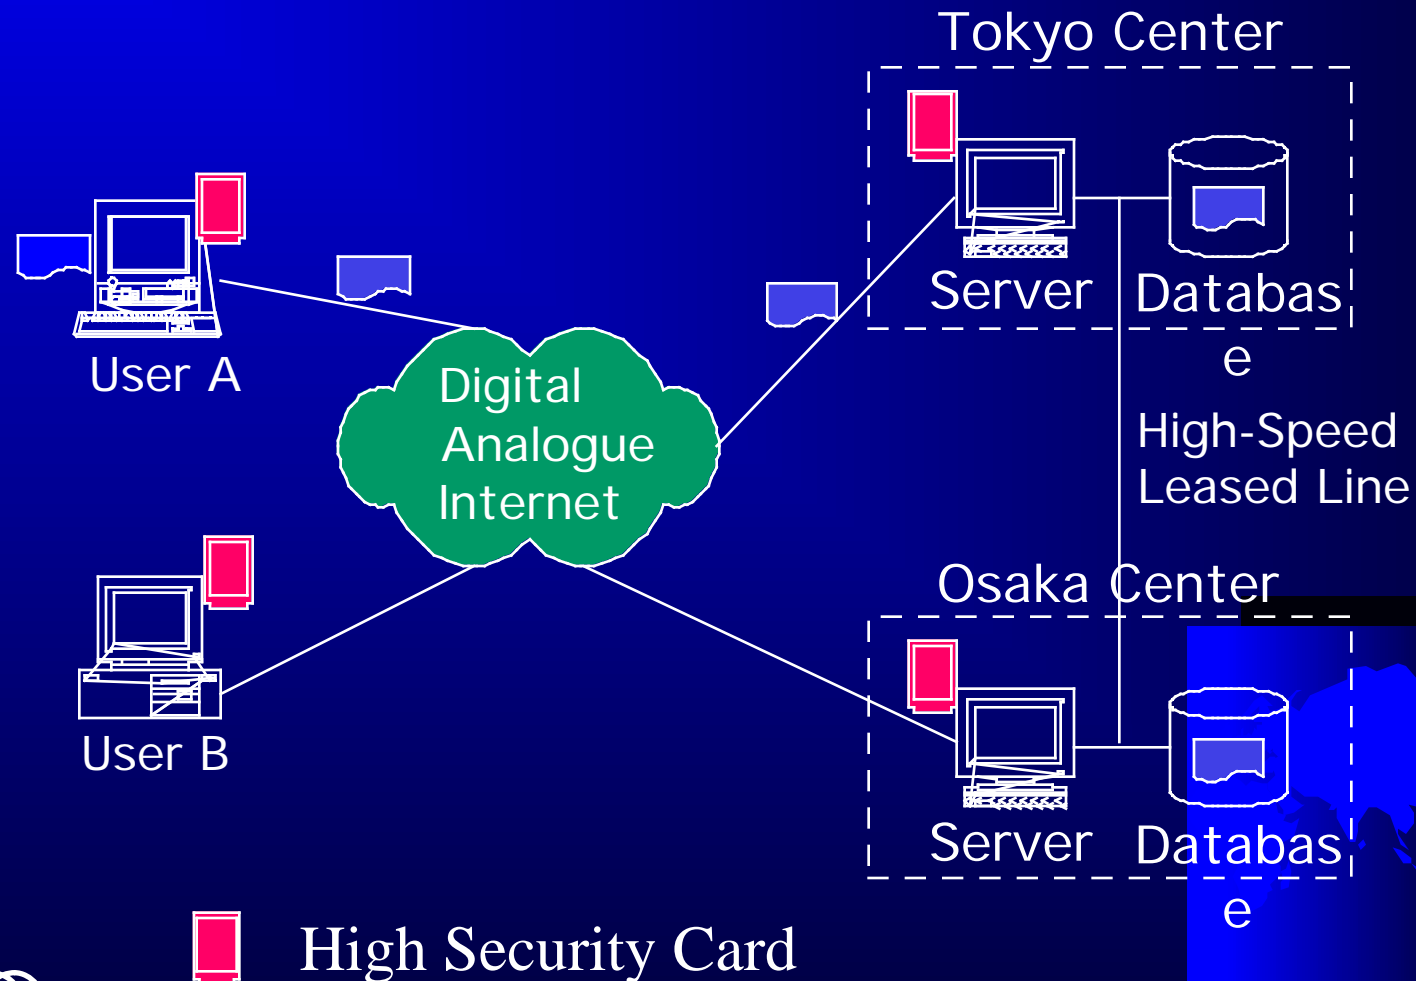 Tokyo Center
Server
Databas
e
User A
Digital
Analogue
Internet
High-Speed
Leased Line
Osaka Center
User B
Server
Databas
e
High Security Card